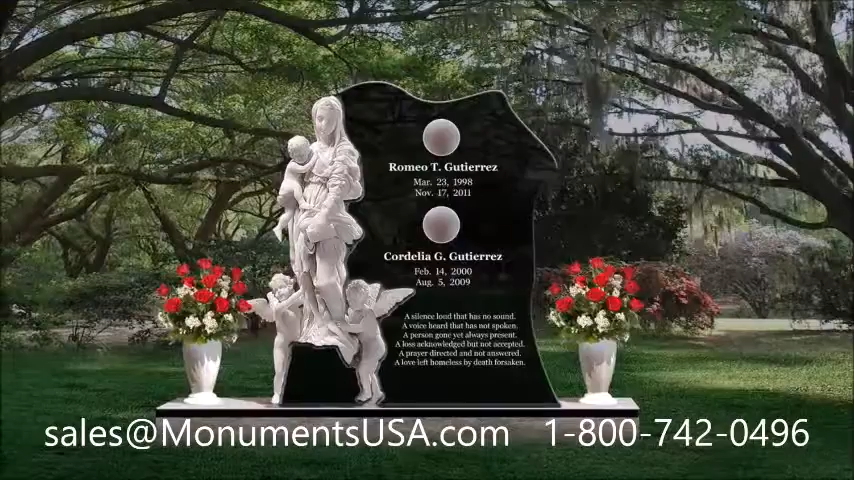 Romeo T. Gutierrez
Mar. 23, 1998
Nov. 17, 2011
Cordelia G. Gutierrez
Feb. 14, 2000
Aug. 5, 2009
A silence loud that has no sound.
A voice heard that has not spoken.
A person gone yet always present.
A loss acknowledged but not accepted.
A prayer directed and not answered.
A love left homeless by death forsaken.
sales@MonumentsUSA.com 1-800-742-0496